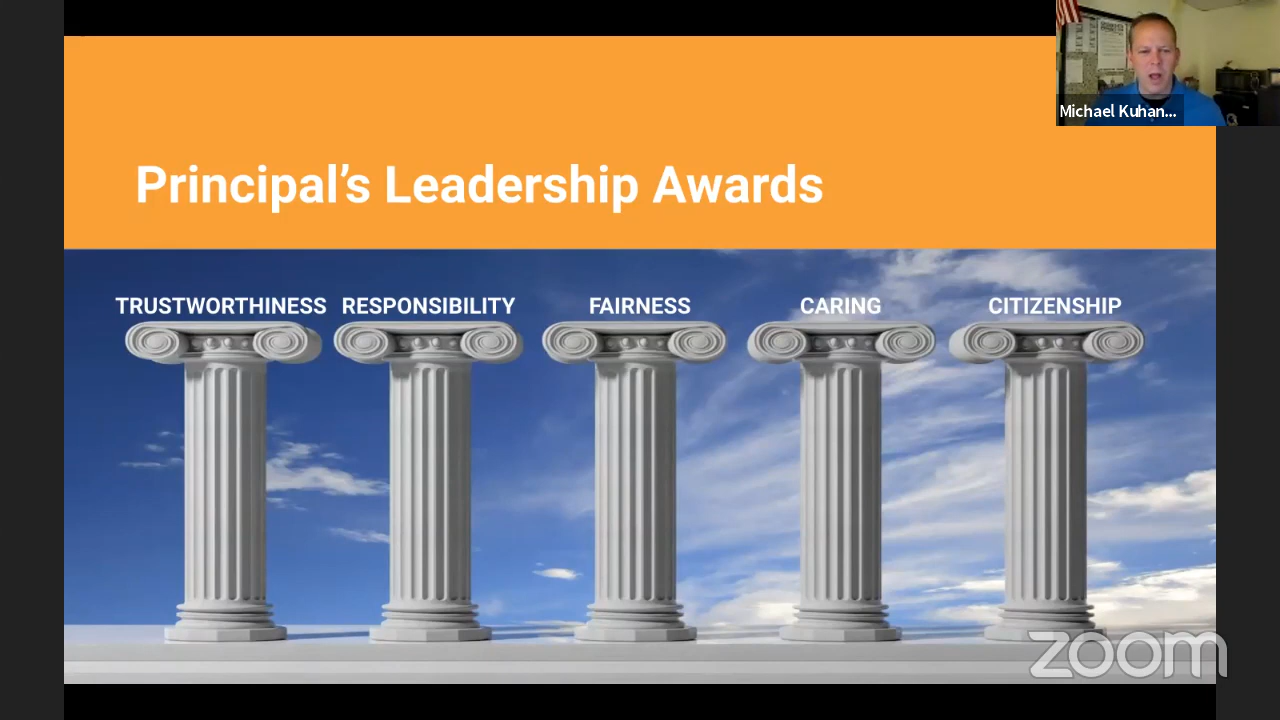 Michael Kuhan...
Principal’s Leadership Awards
TRUSTWORTHINESS RESPONSIBILITY FAIRNESS CARING CITIZENSHIP
zoom